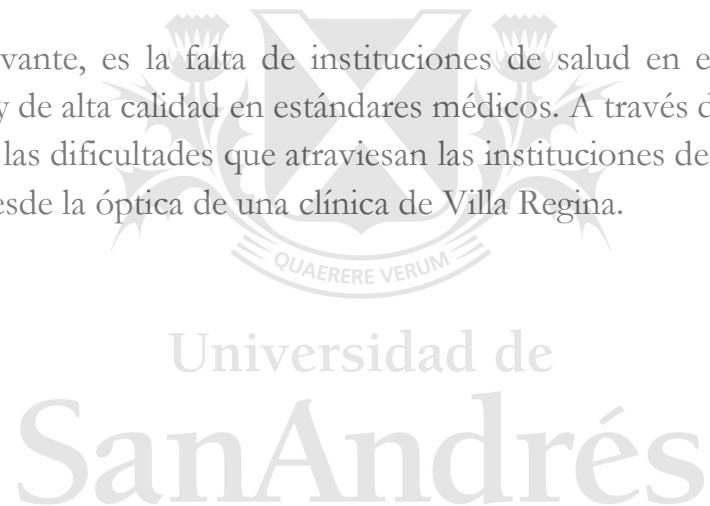 vante, es la falta de instituciones de salud en e
y de alta calidad en estándares médicos. A través d
las dificultades que atraviesan las instituciones de
esde la óptica de una clínica de Villa Regina.
QUAERERE VERUM
Universidad de
SanAndrés